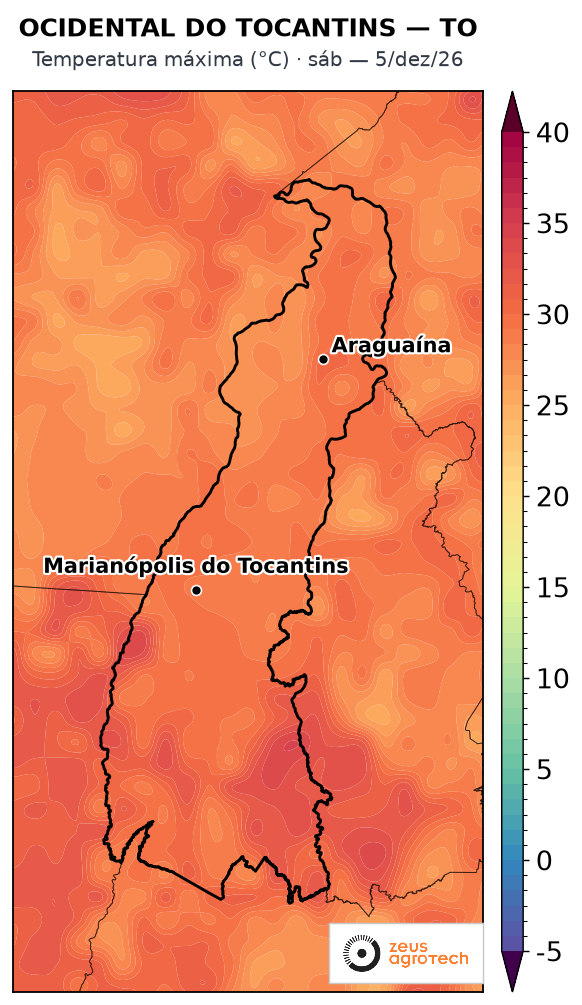 OCIDENTAL DO TOCANTINS — TO
Temperatura máxima (°C) · sáb — 5/dez/26
40
35
30
25
20
15
10
5
0
-5
Araguaína
Marianópolis do Tocantins
zeus
agrotech